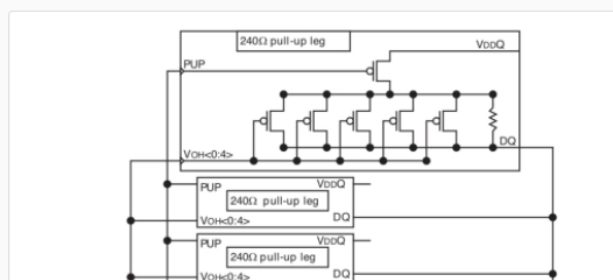 240Ω pull-up leg
VDDQ
PUP
DQ
VOH<0:4>
PUP
VDDQ
240Ω pull-up leg
VOH<0:4>
DQ
PUP
VDDQ
240Ω pull-up leg
VOH<0:4>
DQ